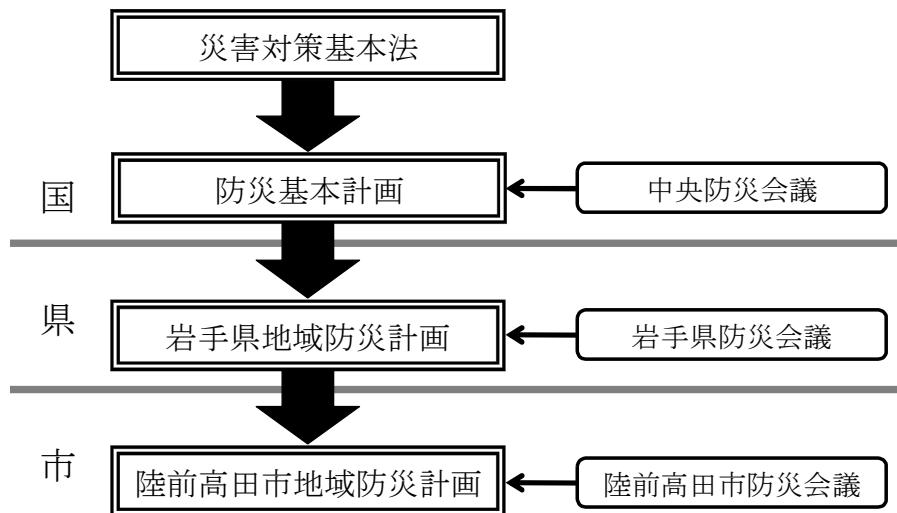 災害対策基本法
国
防災基本計画
中央防災会議
県
岩手県地域防災計画
岩手県防災会議
市
陸前高田市地域防災計画
陸前高田市防災会議